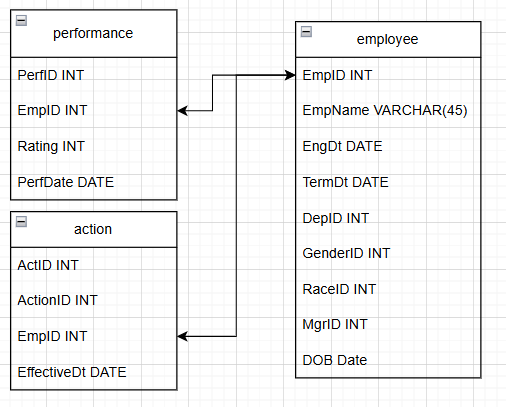 performance
PerfID INT
EmpID INT
Rating INT
PerfDate DATE
action
ActID INT
ActionID INT
EmpID INT
EffectiveDt DATE
employee
EmpID INT
EmpName VARCHAR(45)
EngDt DATE
TermDt DATE
DepID INT
GenderID INT
RaceID INT
MgrID INT
DOB Date